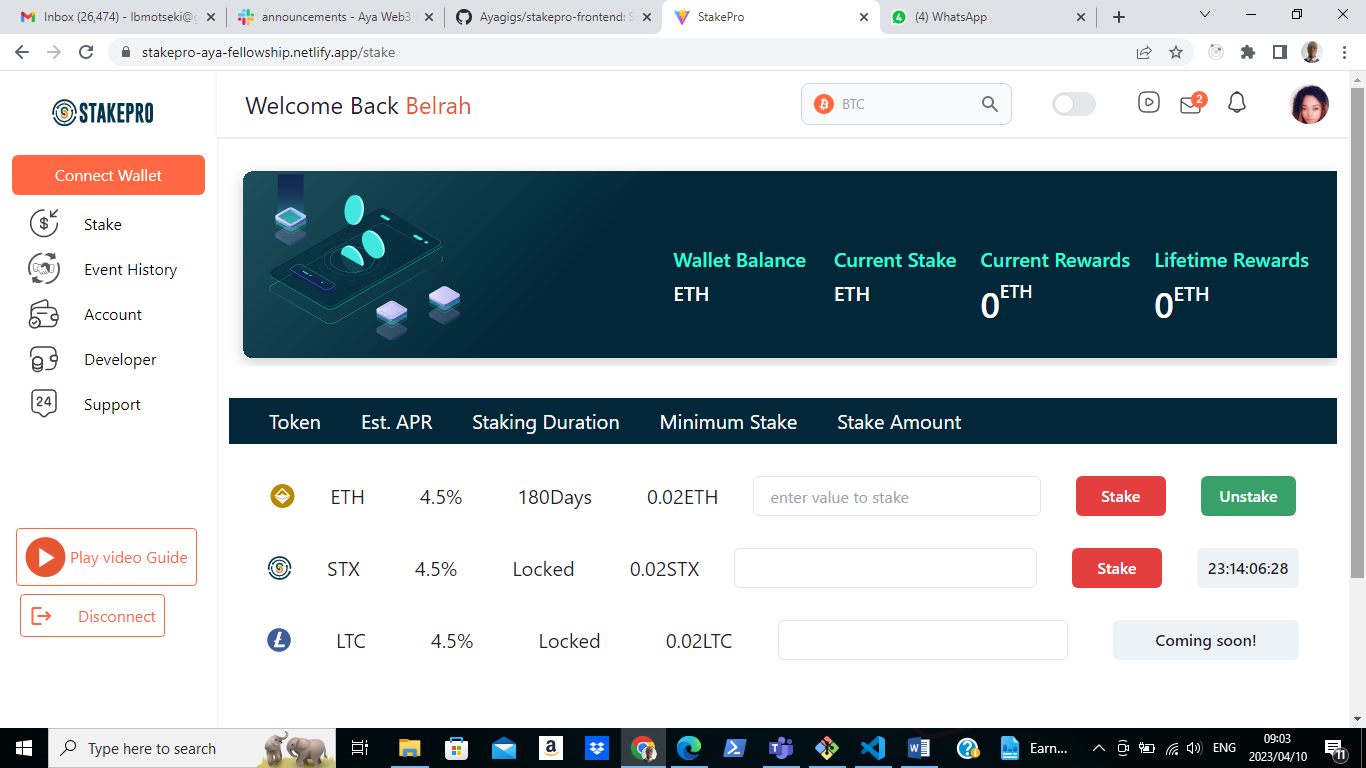 Inbox (26,474) - lbmotseki@g
announcements - Aya Web3
Ayagigs/stakepro-frontend: S
StakePro
(4) WhatsApp
stakepro-aya-fellowship.netlify.app/stake
STAKEPRO
Welcome Back Belrah
BTC
2
Connect Wallet
Stake
Event History
Account
Developer
24
Support
Play video Guide
Disconnect
Wallet Balance
Current Stake
Current Rewards
Lifetime Rewards
ETH
ETH
0ETH
0ETH
Token Est. APR Staking Duration Minimum Stake Stake Amount
ETH 4.5% 180Days 0.02ETH enter value to stake Stake Unstake
STX 4.5% Locked 0.02STX Stake 23:14:06:28
LTC 4.5% Locked 0.02LTC Coming soon!
Type here to search
Earn...
ENG
09:03
2023/04/10
11